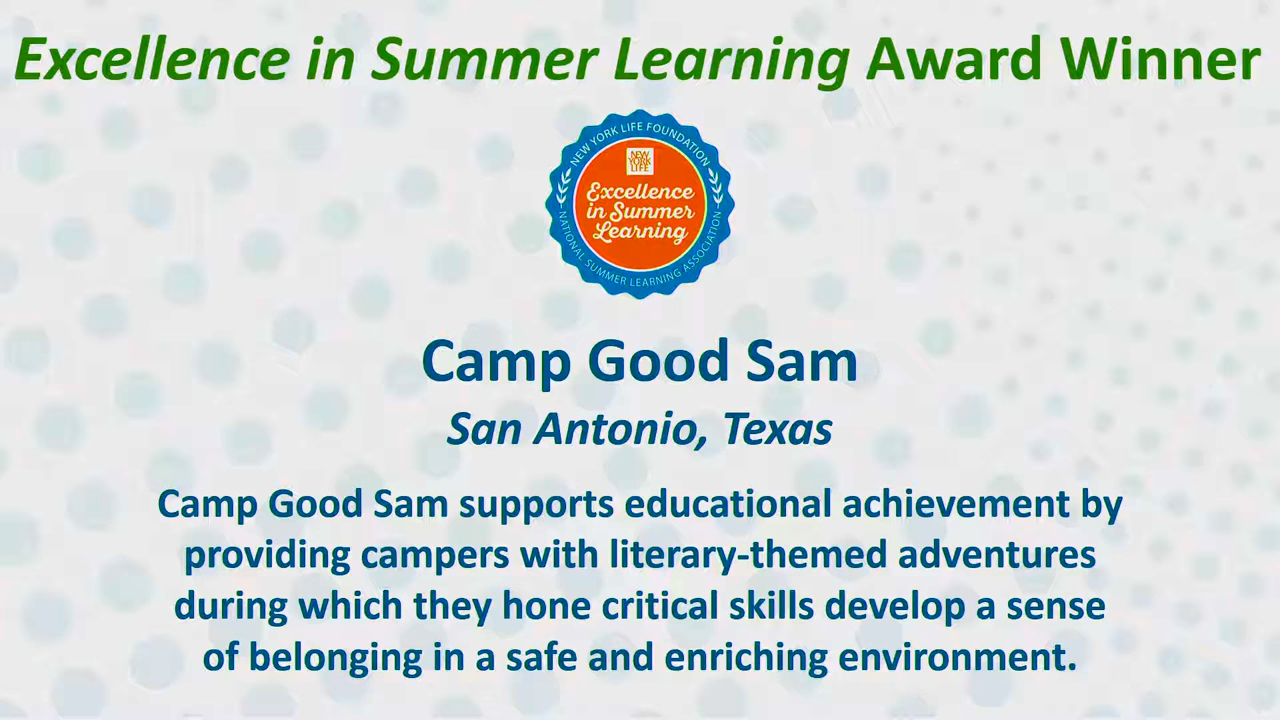 Excellence in Summer Learning Award Winner
NEW YORK LIFE FOUNDATION
NEW
YORK
LIFE
Excellence
in Summer
Learning
NATIONAL SUMMER LEARNING ASSOCIATION
Camp Good Sam
San Antonio, Texas
Camp Good Sam supports educational achievement by
providing campers with literary-themed adventures
during which they hone critical skills develop a sense
of belonging in a safe and enriching environment.